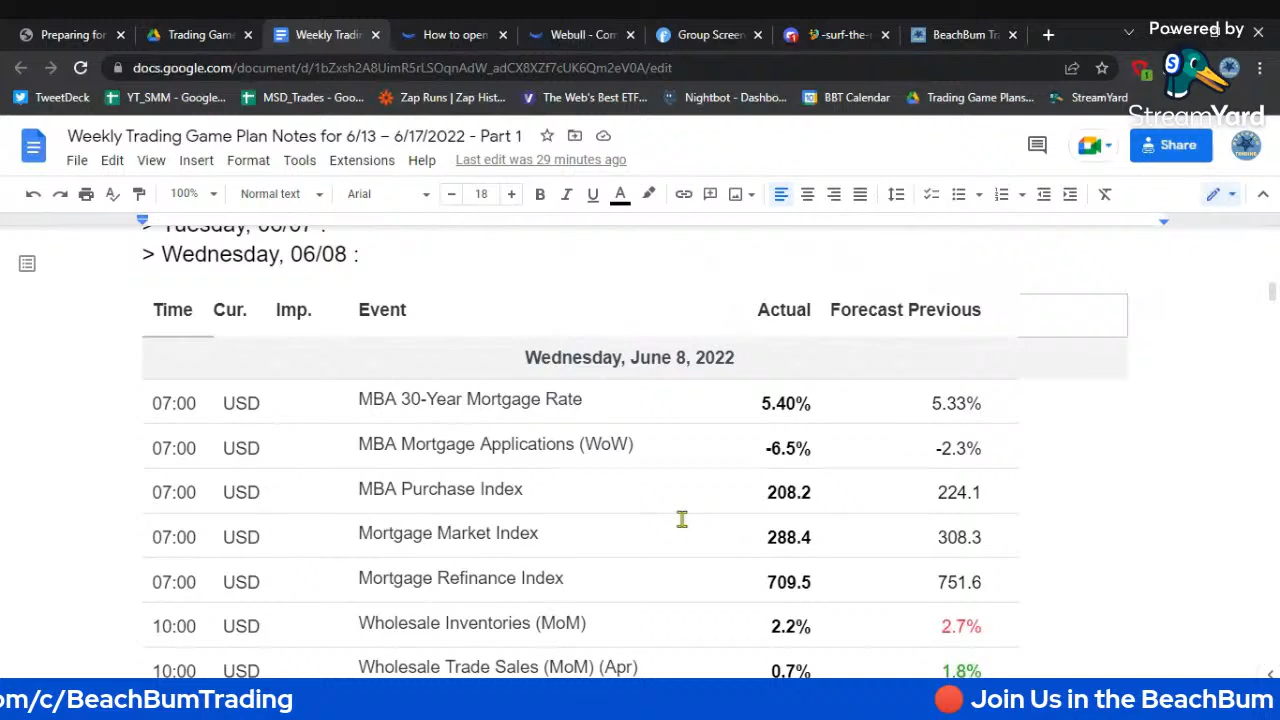 Preparing for
Trading Gam
Weekly Tradin
How to open
Webull - Com
Group Screen
-surf-the-
BeachBum Tra
Powered by
docs.google.com/document/d/1bZxsh2A8UimR5rLSOqnAdW_adCX8XZf7cUK6Qm2eV0A/edit
TweetDeck
YT_SMM - Google...
MSD_Trades - Goo...
Zap Runs | Zap Hist...
The Web's Best ETF...
Nightbot - Dashbo...
BBT Calendar
Trading Game Plans...
StreamYard
StreamYard
Weekly Trading Game Plan Notes for 6/13 – 6/17/2022 - Part 1
Share
File Edit View Insert Format Tools Extensions Help Last edit was 29 minutes ago
100% Normal text Arial 18 B I U A
> Tuesday, 06/07 :
> Wednesday, 06/08 :
Time Cur. Imp. Event Actual Forecast Previous
Wednesday, June 8, 2022
07:00 USD MBA 30-Year Mortgage Rate 5.40% 5.33%
07:00 USD MBA Mortgage Applications (WoW) -6.5% -2.3%
07:00 USD MBA Purchase Index 208.2 224.1
07:00 USD Mortgage Market Index 288.4 308.3
07:00 USD Mortgage Refinance Index 709.5 751.6
10:00 USD Wholesale Inventories (MoM) 2.2% 2.7%
10:00 USD Wholesale Trade Sales (MoM) (Apr) 0.7% 1.8%
om/c/BeachBumTrading
Join Us in the BeachBum